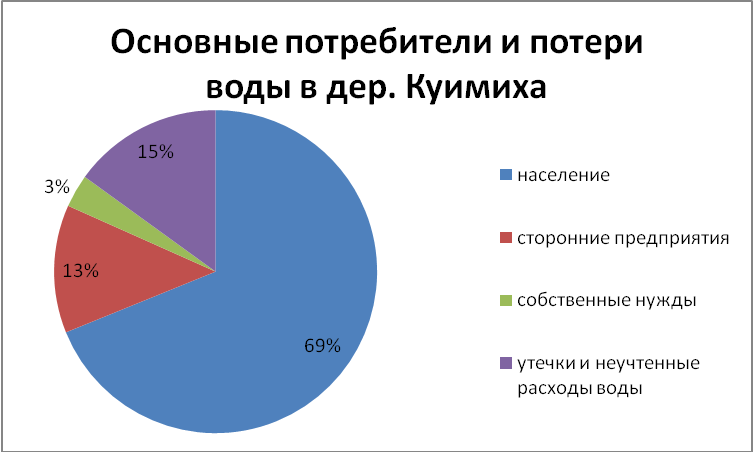 Основные потребители и потери
воды в дер. Куимиха
15%
3%
13%
69%
население
сторонние предприятия
собственные нужды
утечки и неучтенные
расходы воды